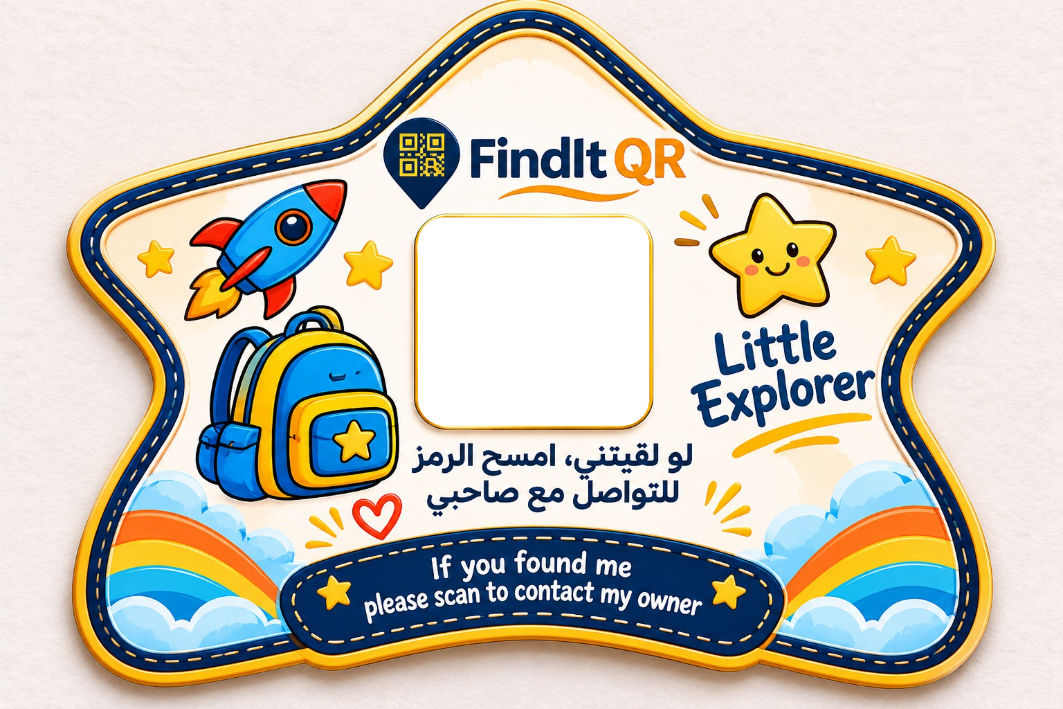 FindIt QR
Little
Explorer
لو لقيتني، امسح الرمز
للتواصل مع صاحبي
If you found me
please scan to contact my owner